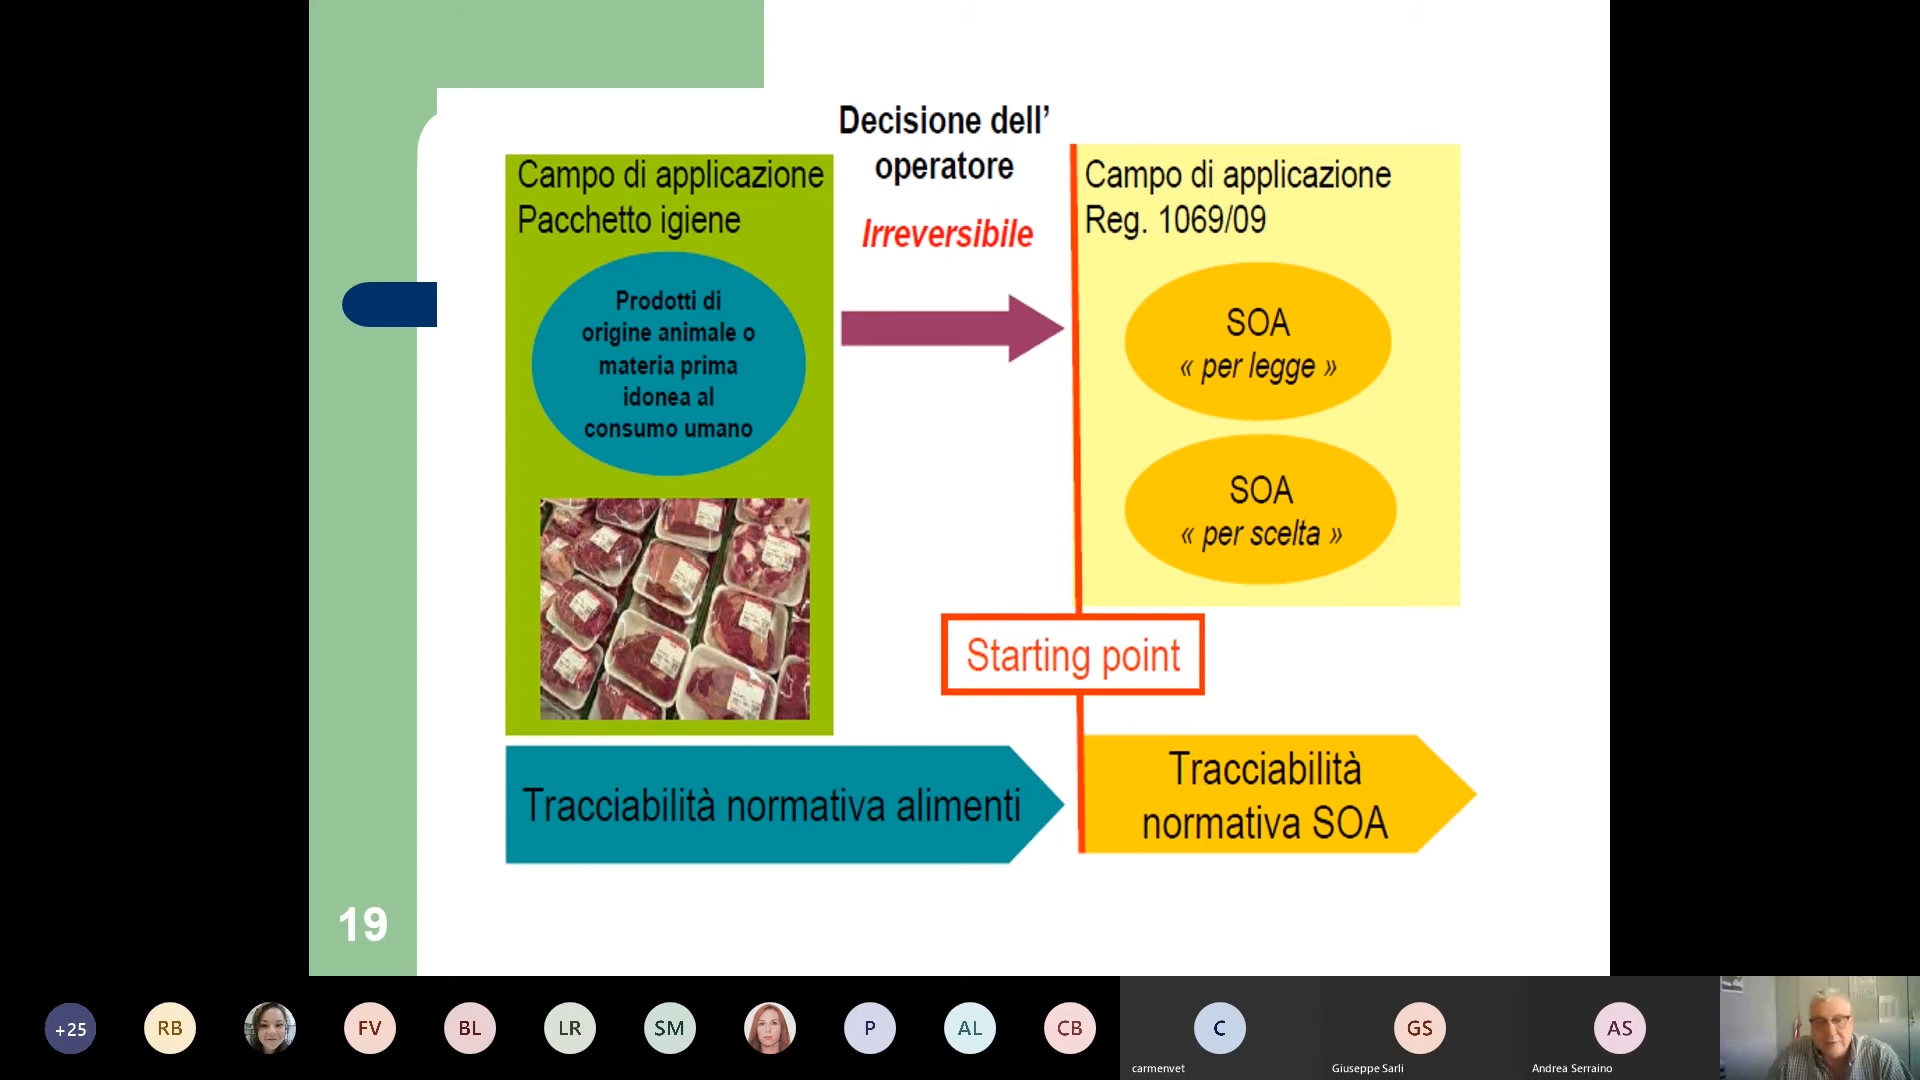 Decisione dell’
operatore
Irreversibile
Campo di applicazione
Pacchetto igiene
Prodotti di
origine animale o
materia prima
idonea al
consumo umano
Campo di applicazione
Reg. 1069/09
SOA
« per legge »
SOA
« per scelta »
Starting point
Tracciabilità normativa alimenti
Tracciabilità
normativa SOA
19
+25
RB
FV
BL
LR
SM
P
AL
CB
C
carmenvet
GS
Giuseppe Sarli
AS
Andrea Serraino